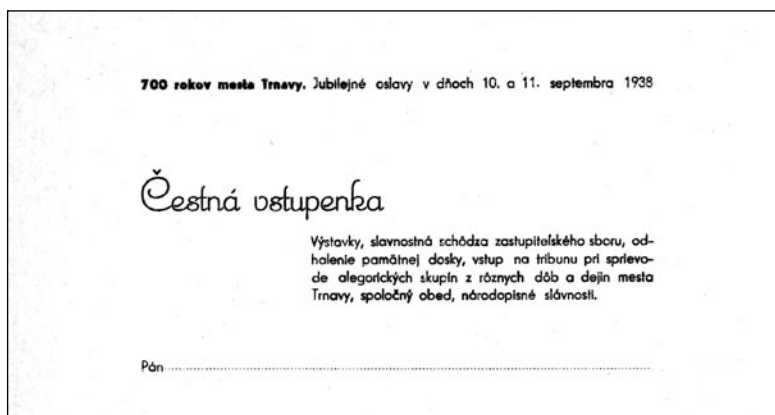 700 rokov mesta Trnavy. Jubilejné oslavy v dňoch 10. a 11. septembra 1938
Čestná vstupenka
Výstavky, slavnostná schôdza zastupiteľského sboru, od-
halenie pamätnej dosky, vstup na tribunu pri sprievo-
de alegorických skupín z rôznych dôb a dejín mesta
Trnavy, spoločný obed, národopisné slávnosti.
Pán